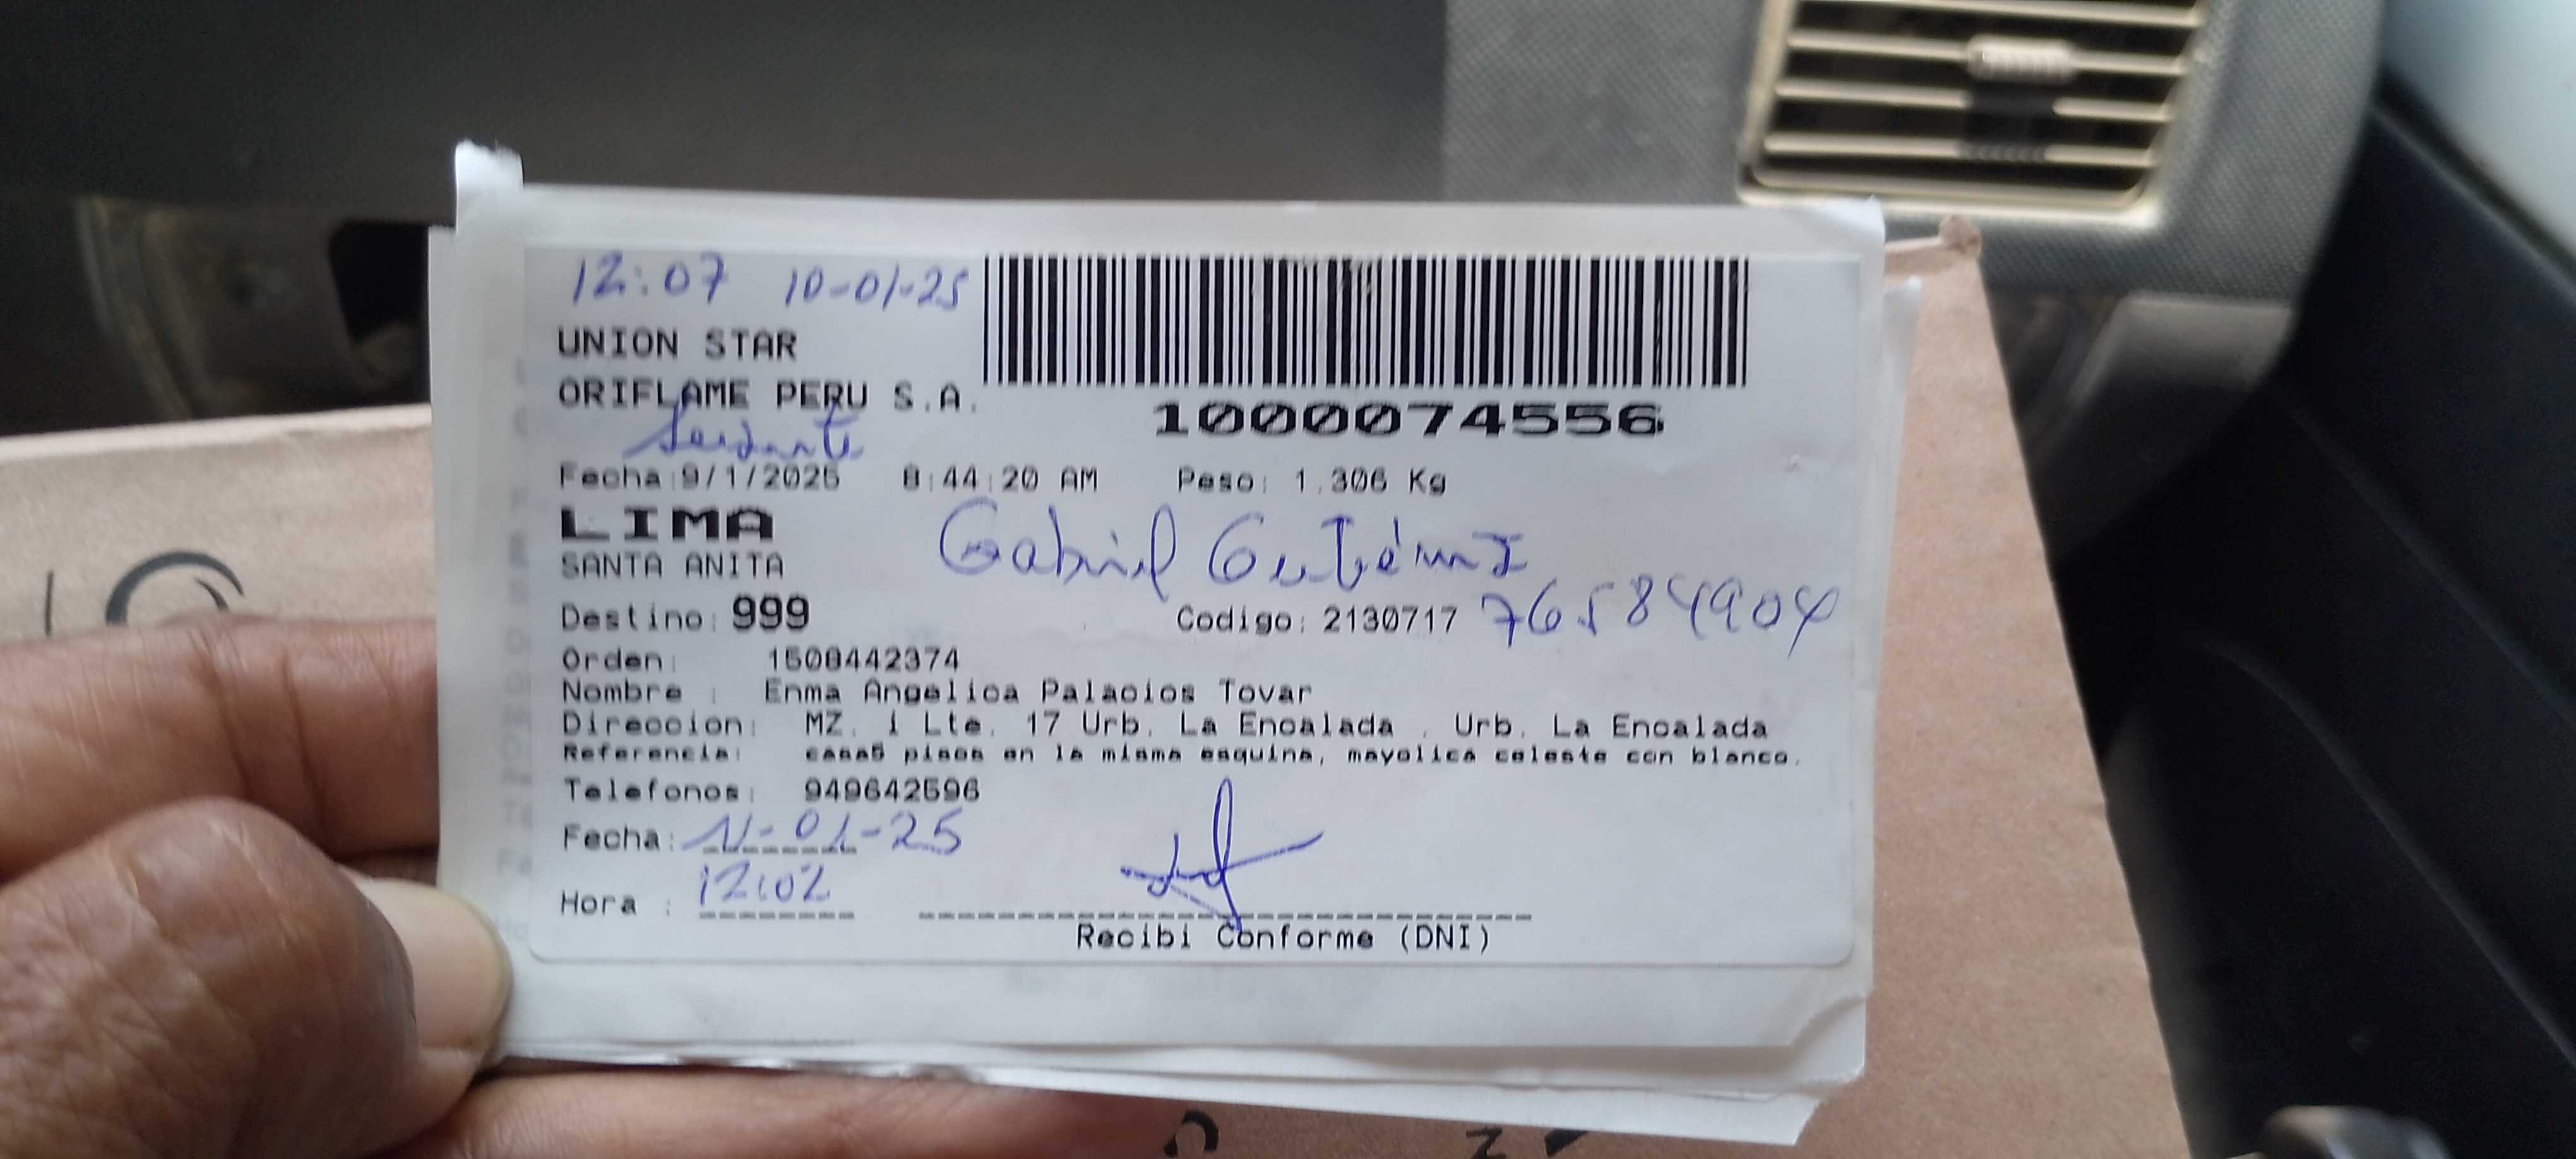 12:07 10-01-25
UNION STAR
ORIFLAME PERU S.A.
1000074556
Fecha:9/1/2025 8:44:20 AM Peso: 1.306 Kg
LIMA
SANTA ANITA
Gabriel Gutiérrez
Destino: 999 Codigo: 2130717 76584904
Orden: 1508442374
Nombre : Enma Angelica Palacios Tovar
Direccion: MZ. i Lte. 17 Urb. La Encalada . Urb. La Encalada
Referencia: casa5 pisos en la misma esquina, mayolica celeste con blanco.
Telefonos: 949642596
Fecha: 11-01-25
Hora : 12:02
Recibi Conforme (DNI)